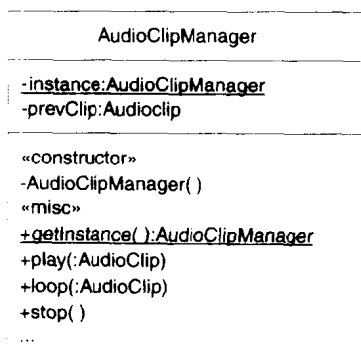 AudioClipManager
-instance:AudioClipManager
-prevClip:Audioclip
«constructor»
-AudioClipManager( )
«misc»
+getInstance( ):AudioClipManager
+play(:AudioClip)
+loop(:AudioClip)
+stop( )
...